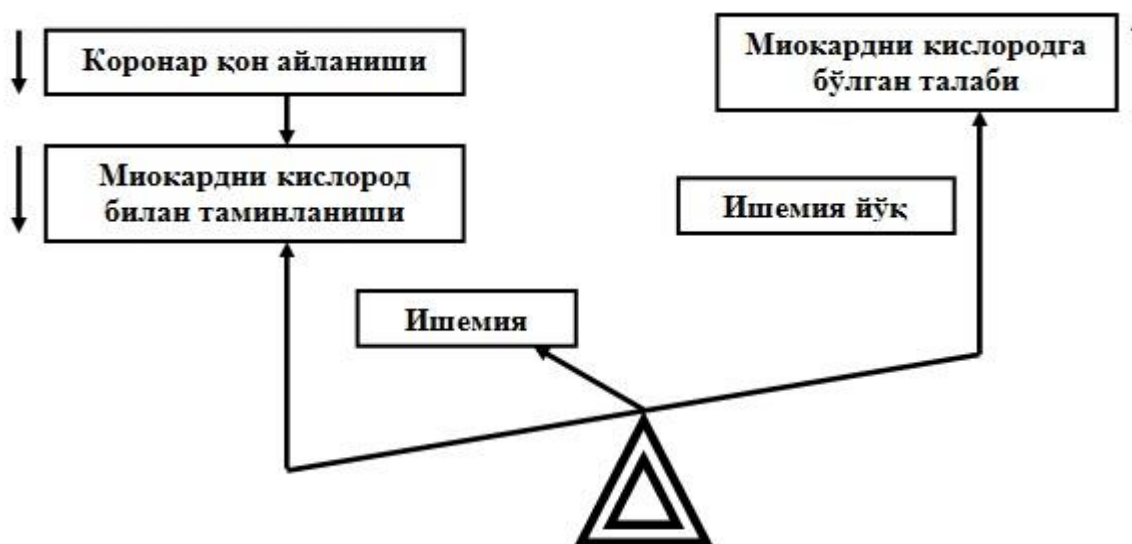 Коронар қон айланиши
Миокардни кислород
билан таминланиши
Миокардни кислородга
бўлган талаби
Ишемия йўқ
Ишемия